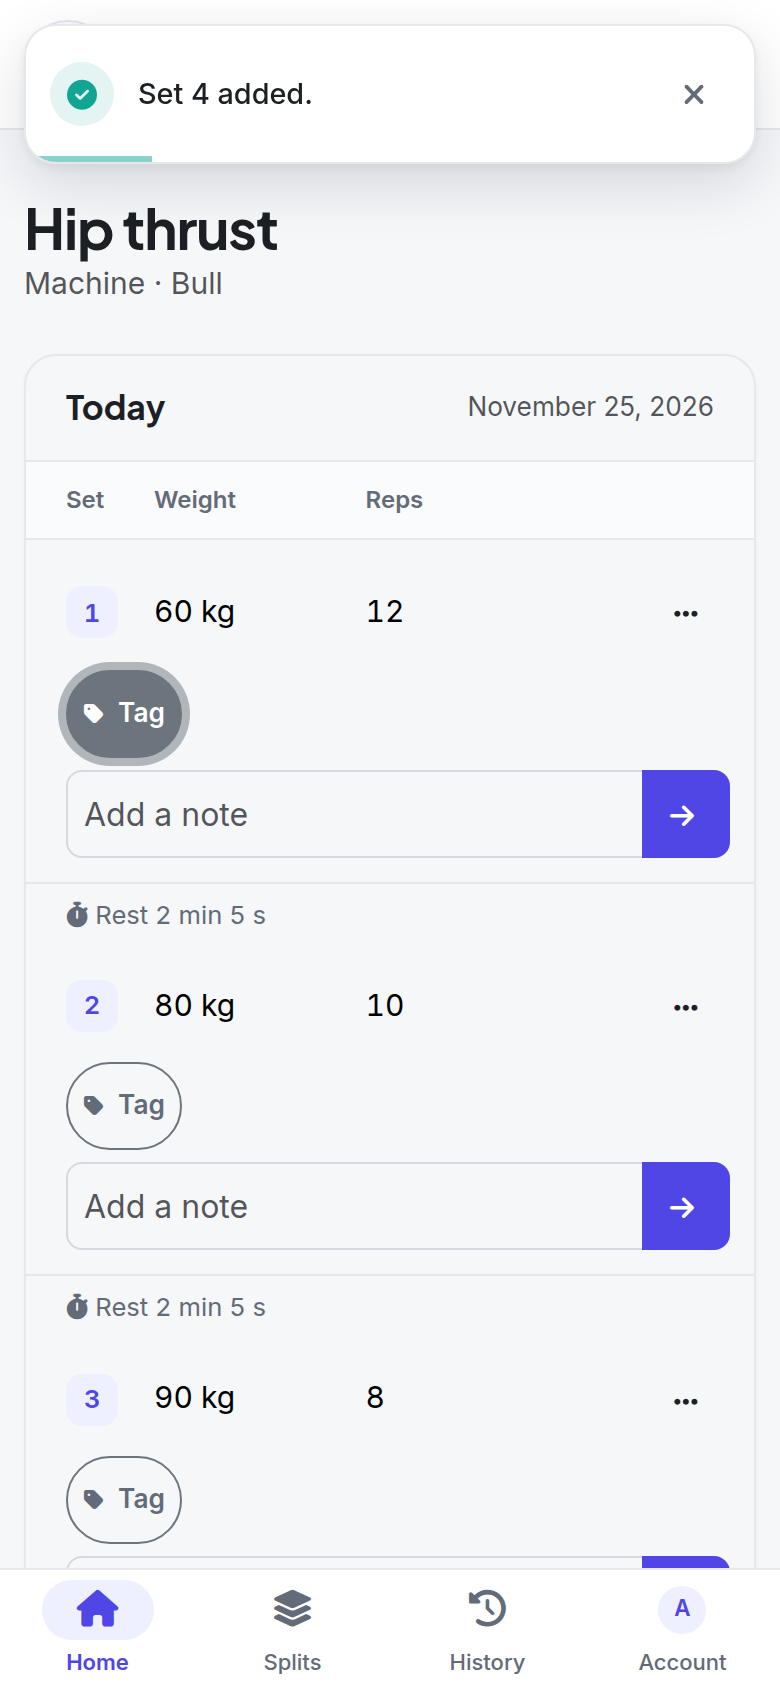 Set 4 added.
Hip thrust
Machine · Bull
Today November 25, 2026
Set Weight Reps
1 60 kg 12
Tag
Add a note
Rest 2 min 5 s
2 80 kg 10
Tag
Add a note
Rest 2 min 5 s
3 90 kg 8
Tag
A
Home Splits History Account